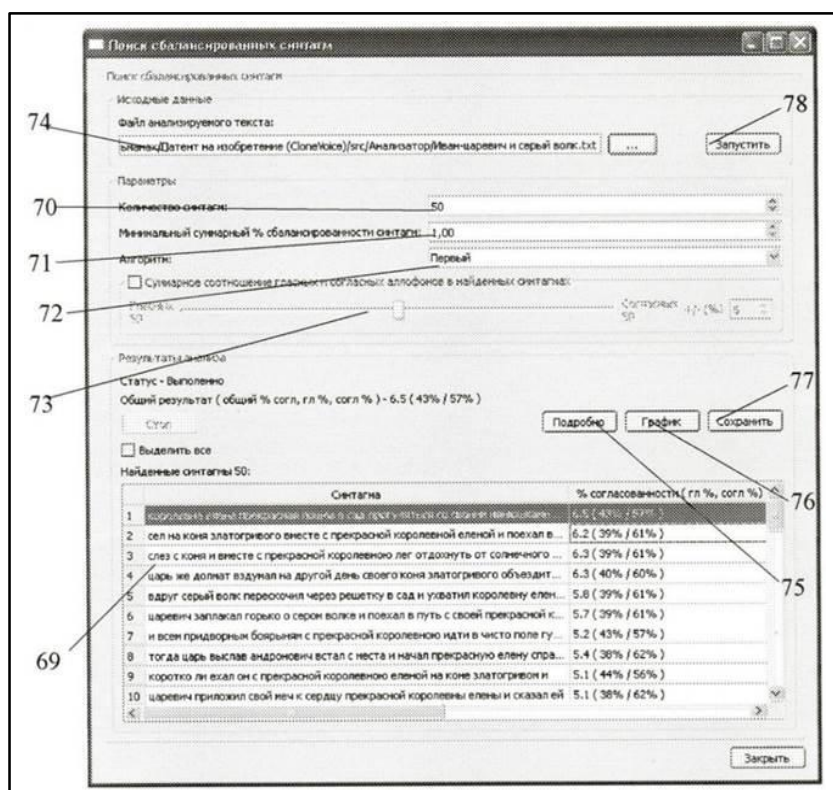 Поиск сбалансированных синтагм
Поиск сбалансированных синтагм
Исходные данные
74
78
Файл анализируемого текста:
Патент на изобретение (CloneVoice)/src/Анализатор/Иван-царевич и серый волк.txt
...
Запустить
Параметры
70
Количество синтагм:
50
Минимальный суммарный % сбалансированности синтагм:
1,00
71
Алгоритм:
Первый
Суммарное соотношение гласных и согласных аллофонов в найденных синтагмах
72
Гласных
50
Согласных
50
+/- (%)
5
Результаты анализа
Статус - Выполенно
77
73
Общий результат ( общий % согл, гл %, согл % ) - 6.5 ( 43% / 57% )
Стоп
Подробно
График
Сохранить
Выделить все
Найденные синтагмы 50:
Синтагма
% согласованности ( гл %, согл %)
76
1
6.5 ( 43% / 57%)
2 сел на коня златогривого вместе с прекрасной королевной еленой и поехал в... 6.2 ( 39% / 61%)
3 слез с коня и вместе с прекрасной королевною лег отдохнуть от солнечного ... 6.3 ( 39% / 61%)
4 царь же долмат вздумал на другой день своего коня златогривого объездит... 6.3 ( 40% / 60%)
75
5 вдруг серый волк перескочил через решетку в сад и ухватил королевну елен... 5.8 ( 39% / 61%)
6 царевич заплакал горько о сером волке и поехал в путь с своей прекрасной к... 5.7 ( 39% / 61%)
7 и всем придворным боярыням с прекрасной королевною идти в чисто поле гу... 5.2 ( 43% / 57%)
69
8 тогда царь выслав андронович встал с места и начал прекрасную елену спра... 5.4 ( 38% / 62%)
9 коротко ли ехал он с прекрасной королевною еленой на коне златогривом и 5.1 ( 44% / 56%)
10 царевич приложил свой меч к сердцу прекрасной королевны елены и сказал ей 5.1 ( 38% / 62%)
Закрыть